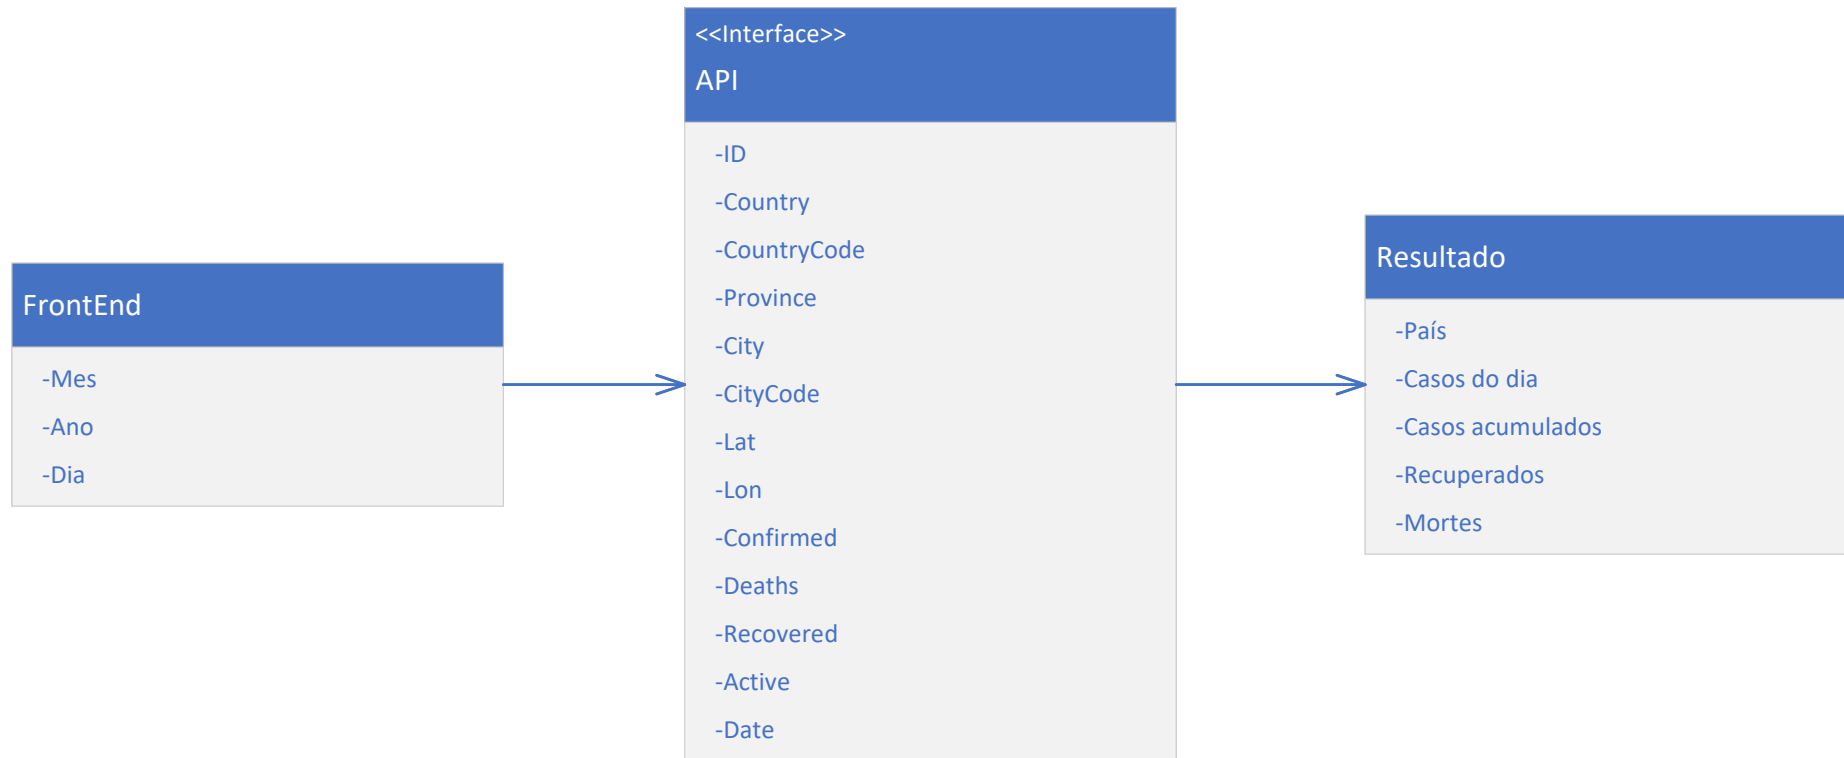 FrontEnd
-Mes
-Ano
-Dia
<<Interface>>
API
-ID
-Country
-CountryCode
-Province
-City
-CityCode
-Lat
-Lon
-Confirmed
-Deaths
-Recovered
-Active
-Date
Resultado
-País
-Casos do dia
-Casos acumulados
-Recuperados
-Mortes